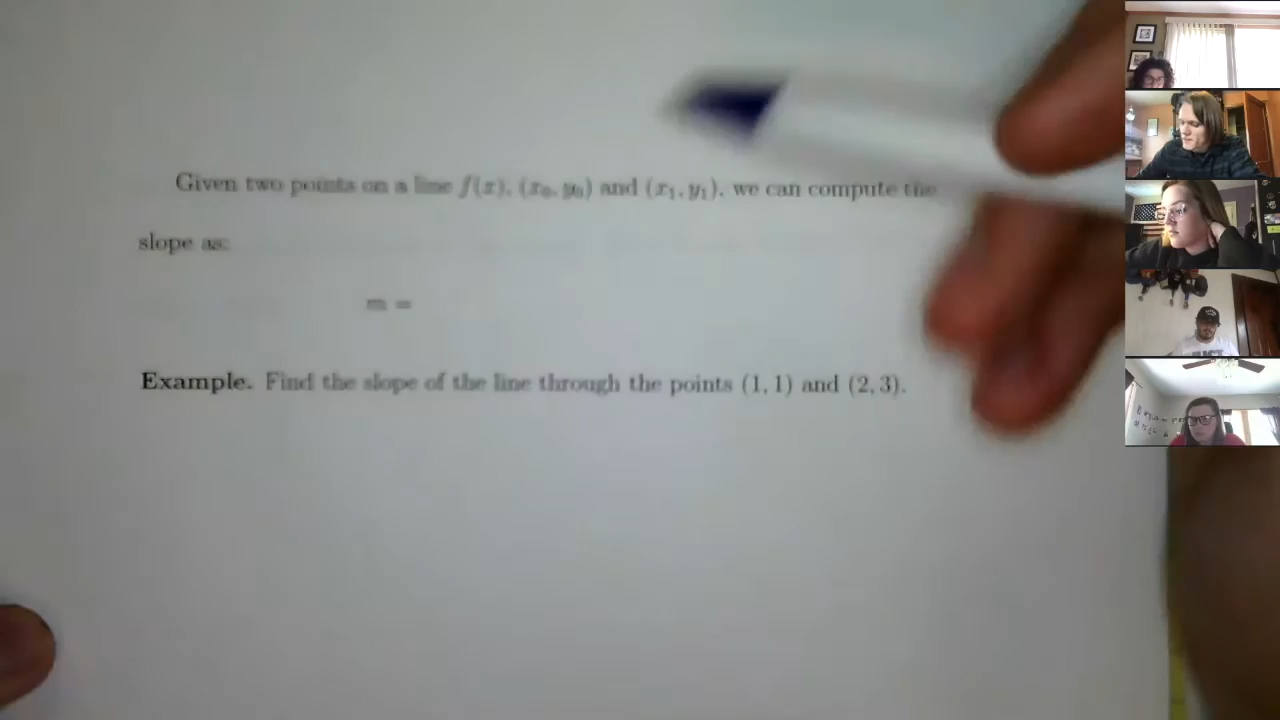 Given two points on a line f(x), (x₀, y₀) and (x₁, y₁), we can compute the
slope as:
m =
Example. Find the slope of the line through the points (1, 1) and (2, 3).